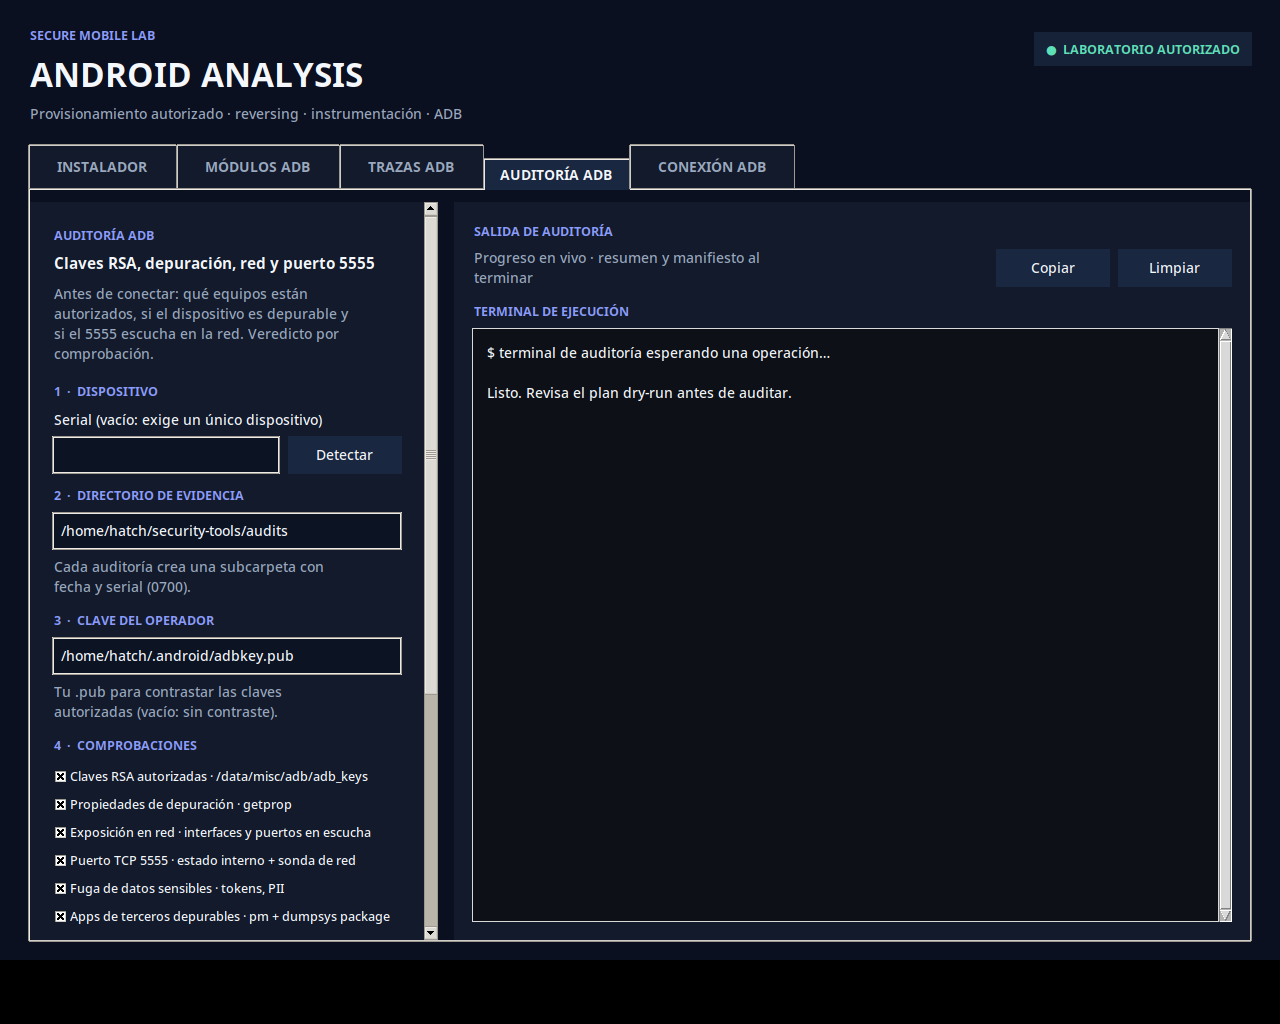 SECURE MOBILE LAB
ANDROID ANALYSIS
Provisionamiento autorizado · reversing · instrumentación · ADB
● LABORATORIO AUTORIZADO
INSTALADOR
MÓDULOS ADB
TRAZAS ADB
AUDITORÍA ADB
CONEXIÓN ADB
AUDITORÍA ADB
Claves RSA, depuración, red y puerto 5555
Antes de conectar: qué equipos están
autorizados, si el dispositivo es depurable y
si el 5555 escucha en la red. Veredicto por
comprobación.
1 · DISPOSITIVO
Serial (vacío: exige un único dispositivo)
Detectar
2 · DIRECTORIO DE EVIDENCIA
/home/hatch/security-tools/audits
Cada auditoría crea una subcarpeta con
fecha y serial (0700).
3 · CLAVE DEL OPERADOR
/home/hatch/.android/adbkey.pub
Tu .pub para contrastar las claves
autorizadas (vacío: sin contraste).
4 · COMPROBACIONES
Claves RSA autorizadas · /data/misc/adb/adb_keys
Propiedades de depuración · getprop
Exposición en red · interfaces y puertos en escucha
Puerto TCP 5555 · estado interno + sonda de red
Fuga de datos sensibles · tokens, PII
Apps de terceros depurables · pm + dumpsys package
SALIDA DE AUDITORÍA
Progreso en vivo · resumen y manifiesto al
terminar
Copiar
Limpiar
TERMINAL DE EJECUCIÓN
$ terminal de auditoría esperando una operación...
Listo. Revisa el plan dry-run antes de auditar.